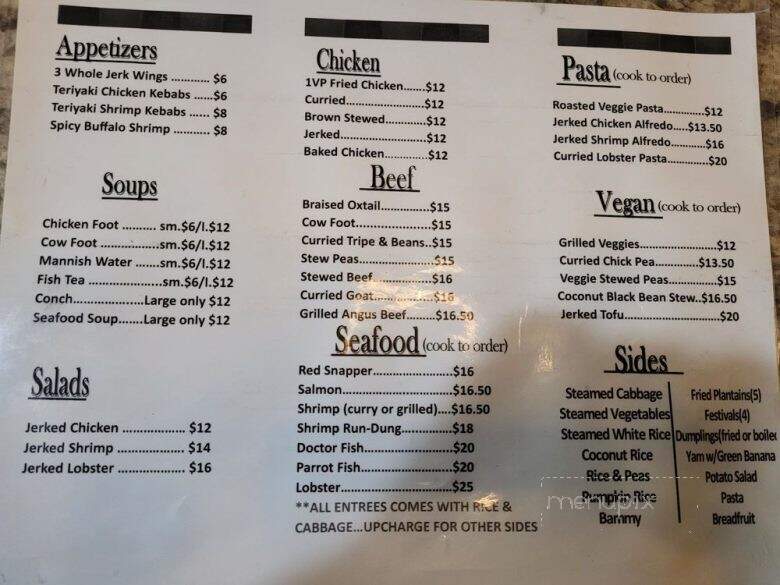 Appetizers
3 Whole Jerk Wings ............ $6
Teriyaki Chicken Kebabs ......$6
Teriyaki Shrimp Kebabs ...... $8
Spicy Buffalo Shrimp ........... $8
Soups
Chicken Foot .......... sm.$6/l.$12
Cow Foot .................sm.$6/l.$12
Mannish Water .......sm.$6/l.$12
Fish Tea ....................sm.$6/l.$12
Conch.....................Large only $12
Seafood Soup.......Large only $12
Salads
Jerked Chicken .................. $12
Jerked Shrimp ................... $14
Jerked Lobster ................... $16
Chicken
1VP Fried Chicken.......$12
Curried.........................$12
Brown Stewed..............$12
Jerked...........................$12
Baked Chicken..............$12
Beef
Braised Oxtail................$15
Cow Foot.......................$15
Curried Tripe & Beans..$15
Stew Peas......................$15
Stewed Beef..................$16
Curried Goat..................$16
Grilled Angus Beef........$16.50
Seafood (cook to order)
Red Snapper........................$16
Salmon.................................$16.50
Shrimp (curry or grilled)....$16.50
Shrimp Run-Dung...............$18
Doctor Fish..........................$20
Parrot Fish...........................$20
Lobster.................................$25
**ALL ENTREES COMES WITH RICE &
CABBAGE...UPCHARGE FOR OTHER SIDES
Pasta (cook to order)
Roasted Veggie Pasta.............$12
Jerked Chicken Alfredo....$13.50
Jerked Shrimp Alfredo..........$16
Curried Lobster Pasta............$20
Vegan (cook to order)
Grilled Veggies.......................$12
Curried Chick Pea.............$13.50
Veggie Stewed Peas..............$15
Coconut Black Bean Stew..$16.50
Jerked Tofu............................$20
Sides
Steamed Cabbage
Steamed Vegetables
Steamed White Rice
Coconut Rice
Rice & Peas
Pumpkin Rice
Bammy
Fried Plantains(5)
Festivals(4)
Dumplings(fried or boiled
Yam w/Green Banana
Potato Salad
Pasta
Breadfruit
menupix